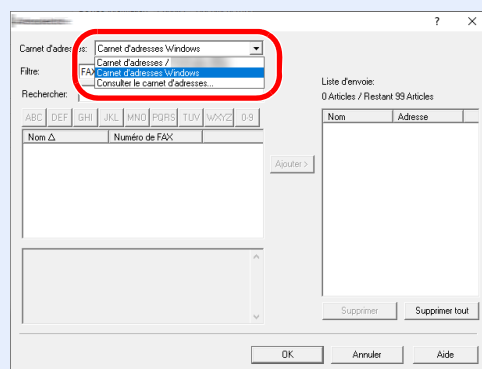 ?
Carnet d'adresses: Carnet d'adresses Windows
Carnet d'adresses /
Filtre: FAX Carnet d'adresses Windows
Consulter le carnet d'adresses...
Liste d'envoie:
Rechercher:
0 Articles / Restant 99 Articles
ABC DEF GHI JKL MNO PQRS TUV WXYZ 0-9
Nom Numéro de FAX
Nom Adresse
Ajouter >
Supprimer Supprimer tout
OK Annuler Aide